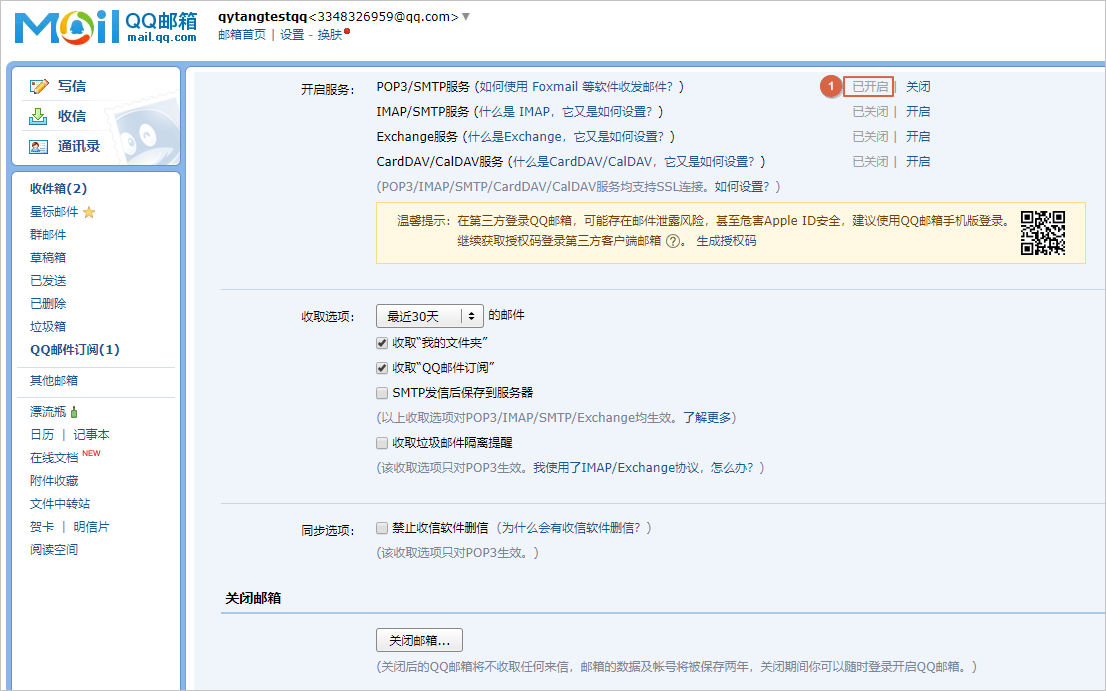 Mail QQ邮箱 mail.qq.com
qytangtestqq<3348326959@qq.com>
邮箱首页 | 设置 - 换肤
写信
收信
通讯录
收件箱(2)
星标邮件
群邮件
草稿箱
已发送
已删除
垃圾箱
QQ邮件订阅(1)
其他邮箱
漂流瓶
日历 | 记事本
在线文档 NEW
附件收藏
文件中转站
贺卡 | 明信片
阅读空间
开启服务: POP3/SMTP服务 (如何使用 Foxmail 等软件收发邮件？) 1 已开启 | 关闭
IMAP/SMTP服务 (什么是 IMAP，它又是如何设置？) 已关闭 | 开启
Exchange服务 (什么是Exchange，它又是如何设置？) 已关闭 | 开启
CardDAV/CalDAV服务 (什么是CardDAV/CalDAV，它又是如何设置？) 已关闭 | 开启
(POP3/IMAP/SMTP/CardDAV/CalDAV服务均支持SSL连接。如何设置？)
温馨提示: 在第三方登录QQ邮箱，可能存在邮件泄露风险，甚至危害Apple ID安全，建议使用QQ邮箱手机版登录。
继续获取授权码登录第三方客户端邮箱 ?。 生成授权码
收取选项: 最近30天 的邮件
收取“我的文件夹”
收取“QQ邮件订阅”
SMTP发信后保存到服务器
(以上收取选项对POP3/IMAP/SMTP/Exchange均生效。了解更多)
收取垃圾邮件隔离提醒
(该收取选项只对POP3生效。我使用了IMAP/Exchange协议，怎么办？)
同步选项: 禁止收信软件删信 (为什么会有收信软件删信？)
(该收取选项只对POP3生效。)
关闭邮箱
关闭邮箱...
(关闭后的QQ邮箱将不收取任何来信，邮箱的数据及帐号将被保存两年，关闭期间你可以随时登录开启QQ邮箱。)